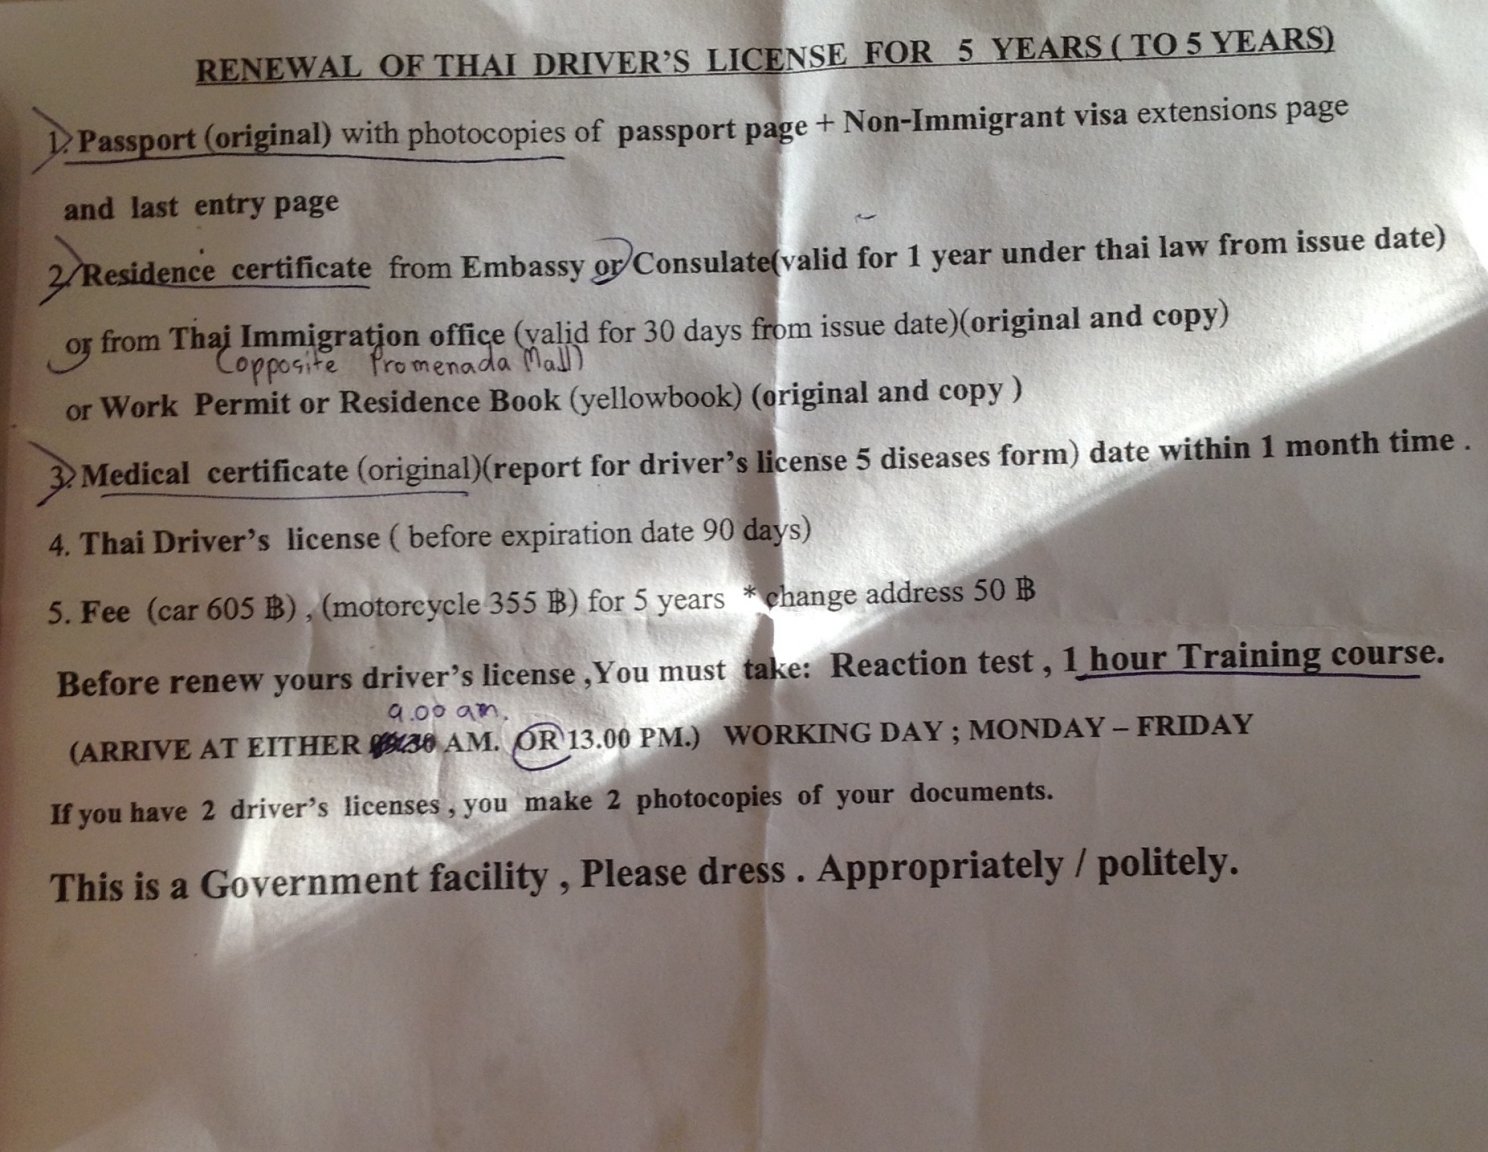 RENEWAL OF THAI DRIVER'S LICENSE FOR 5 YEARS ( TO 5 YEARS)
1. Passport (original) with photocopies of passport page + Non-Immigrant visa extensions page
and last entry page
2. Residence certificate from Embassy or Consulate(valid for 1 year under thai law from issue date)
or from Thai Immigration office (valid for 30 days from issue date)(original and copy)
(opposite Promenada Mall)
or Work Permit or Residence Book (yellowbook) (original and copy )
3. Medical certificate (original)(report for driver's license 5 diseases form) date within 1 month time .
4. Thai Driver's license ( before expiration date 90 days)
5. Fee (car 605 ฿) , (motorcycle 355 ฿) for 5 years * change address 50 ฿
Before renew yours driver's license ,You must take: Reaction test , 1 hour Training course.
9.00 am.
(ARRIVE AT EITHER 30 AM. OR 13.00 PM.) WORKING DAY ; MONDAY – FRIDAY
If you have 2 driver's licenses , you make 2 photocopies of your documents.
This is a Government facility , Please dress . Appropriately / politely.